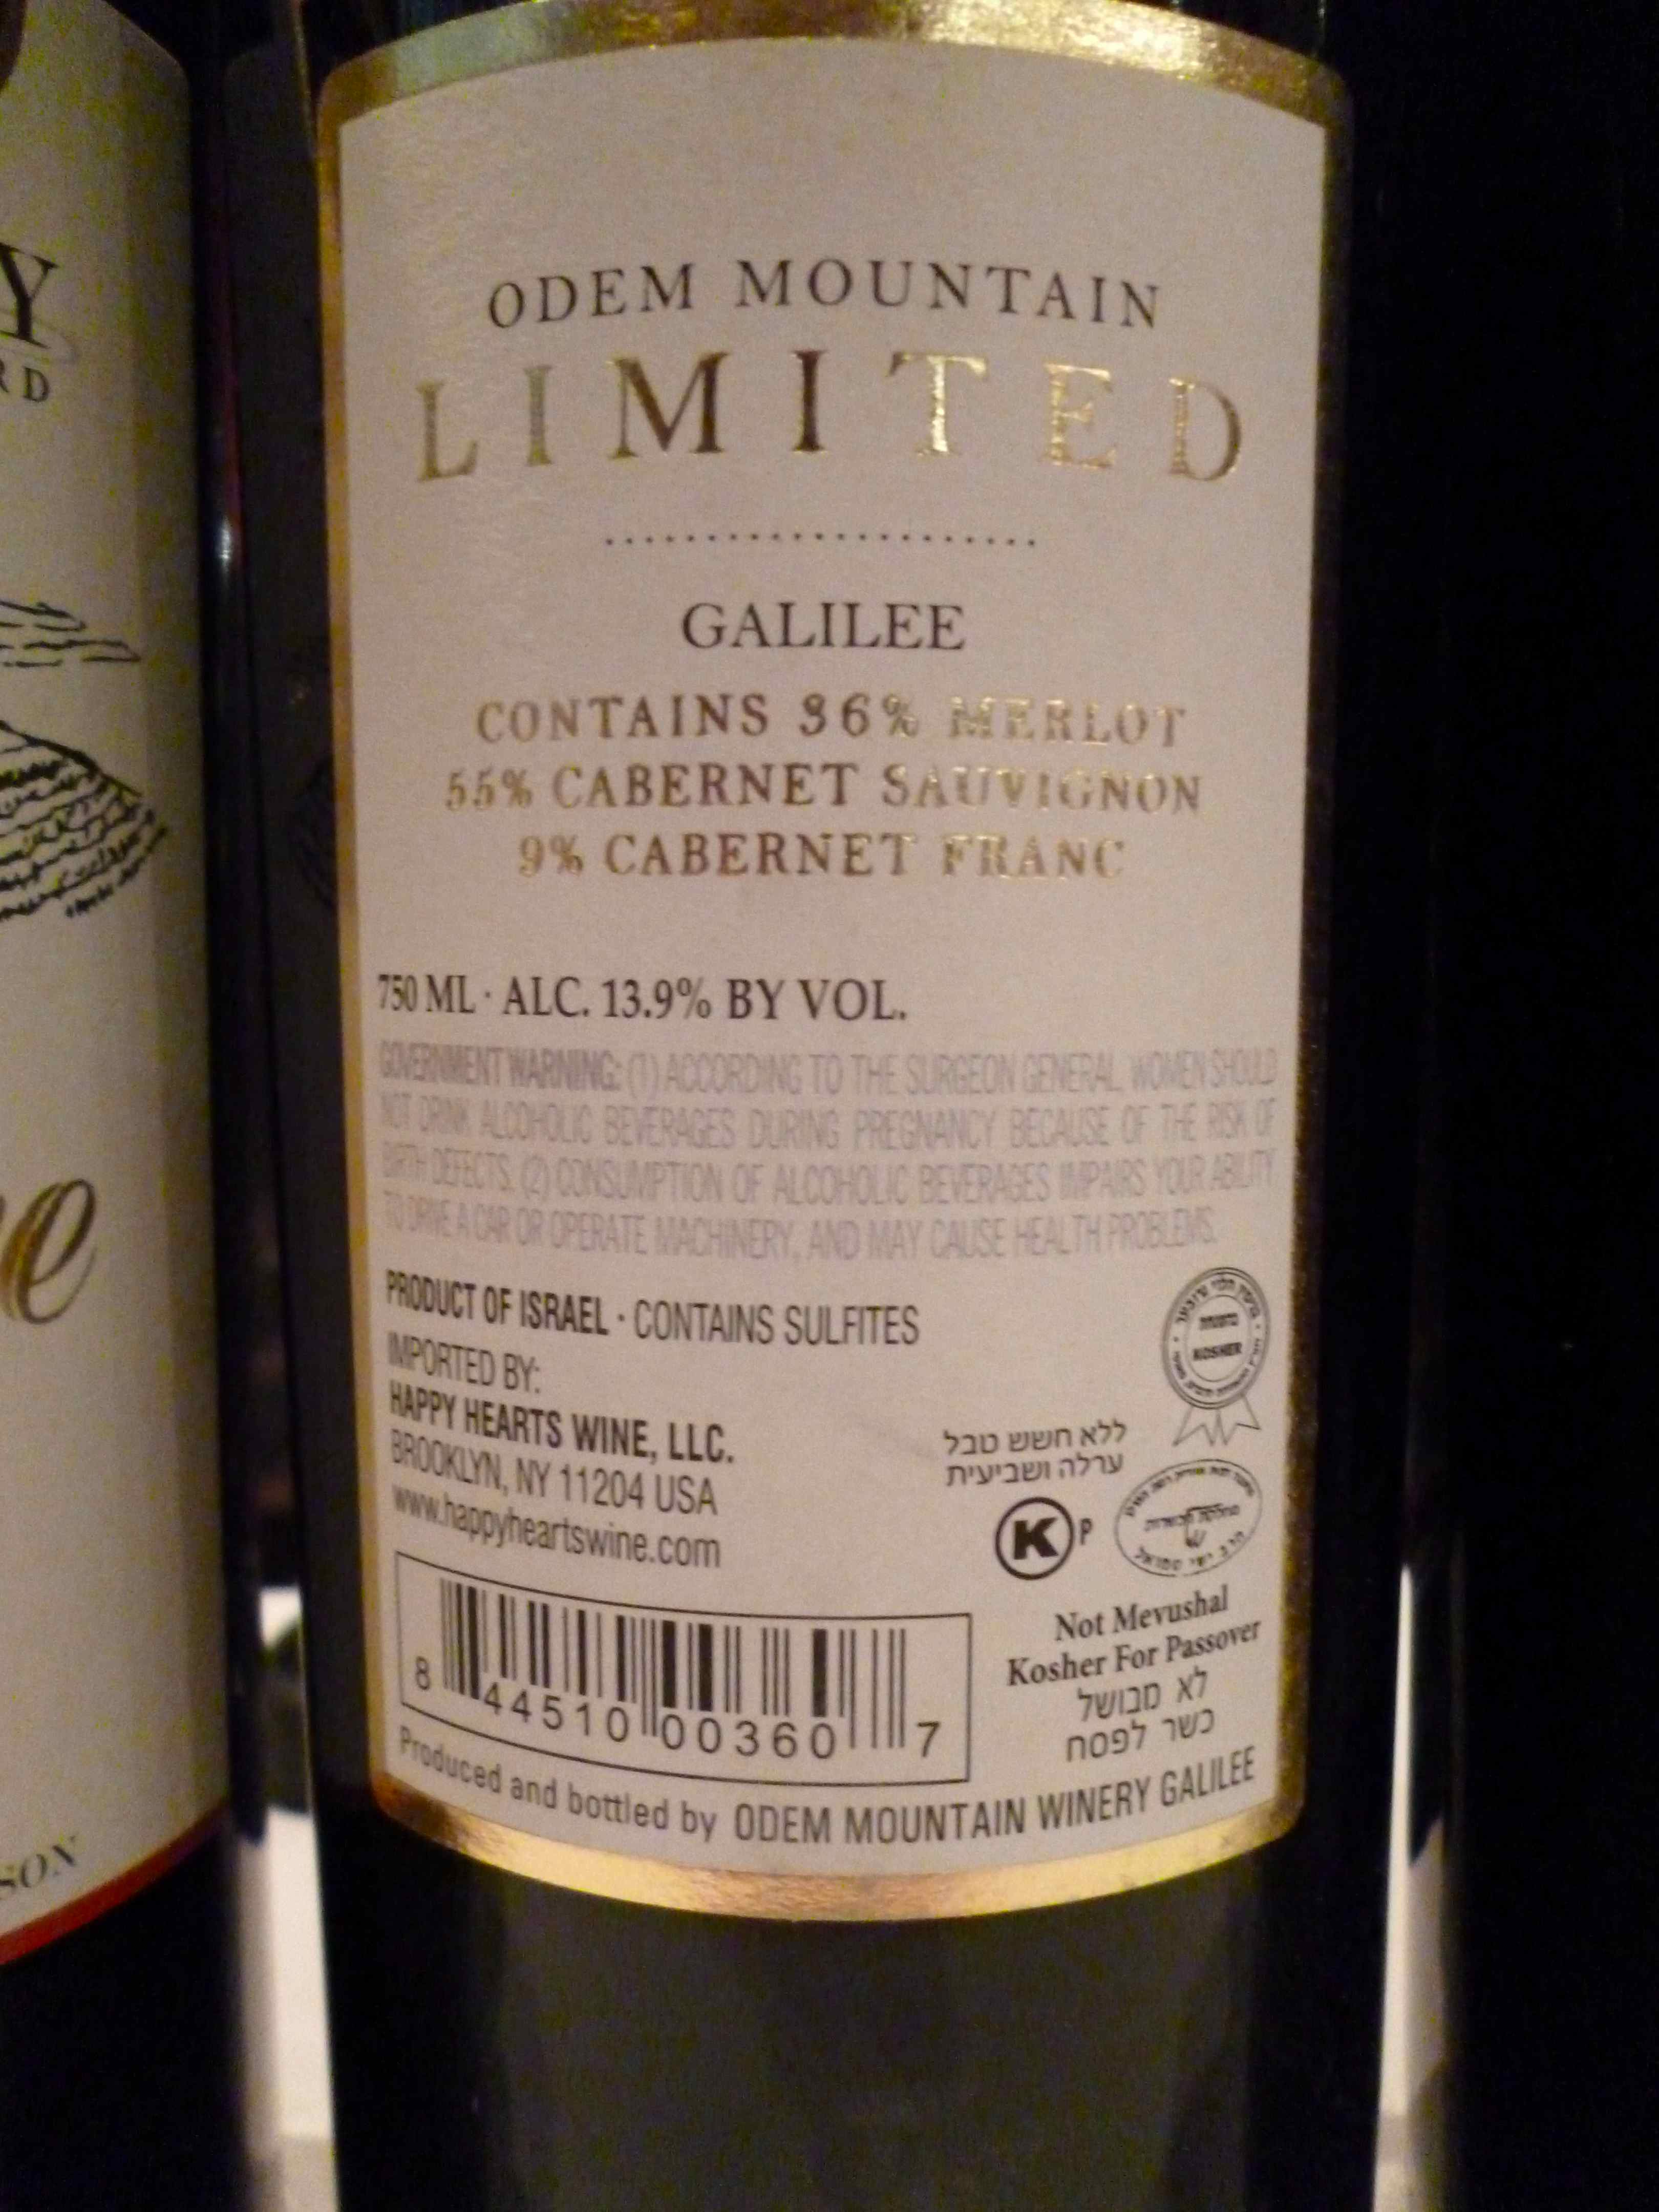 Y
RD
e
SON
ODEM MOUNTAIN
LIMITED
GALILEE
CONTAINS 36% MERLOT
55% CABERNET SAUVIGNON
9% CABERNET FRANC
750 ML · ALC. 13.9% BY VOL.
GOVERNMENT WARNING: (1) ACCORDING TO THE SURGEON GENERAL, WOMEN SHOULD
NOT DRINK ALCOHOLIC BEVERAGES DURING PREGNANCY BECAUSE OF THE RISK OF
BIRTH DEFECTS. (2) CONSUMPTION OF ALCOHOLIC BEVERAGES IMPAIRS YOUR ABILITY
TO DRIVE A CAR OR OPERATE MACHINERY, AND MAY CAUSE HEALTH PROBLEMS.
PRODUCT OF ISRAEL · CONTAINS SULFITES
IMPORTED BY:
HAPPY HEARTS WINE, LLC.
BROOKLYN, NY 11204 USA
www.happyheartswine.com
KOSHER
ללא חשש טבל
ערלה ושביעית
K P
Not Mevushal
Kosher For Passover
לא מבושל
כשר לפסח
8 44510 00360 7
Produced and bottled by ODEM MOUNTAIN WINERY GALILEE